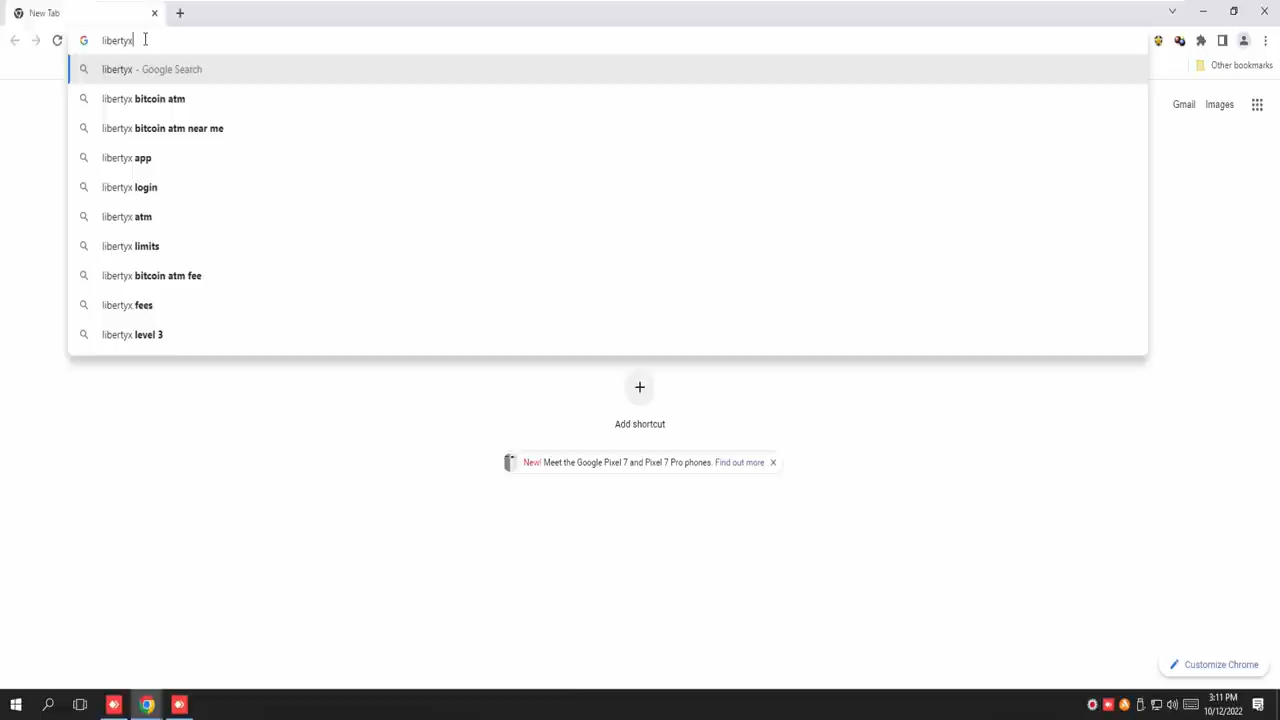 New Tab
libertyx
libertyx - Google Search
libertyx bitcoin atm
libertyx bitcoin atm near me
libertyx app
libertyx login
libertyx atm
libertyx limits
libertyx bitcoin atm fee
libertyx fees
libertyx level 3
Other bookmarks
Gmail Images
Add shortcut
New! Meet the Google Pixel 7 and Pixel 7 Pro phones. Find out more
Customize Chrome
3:11 PM
10/12/2022